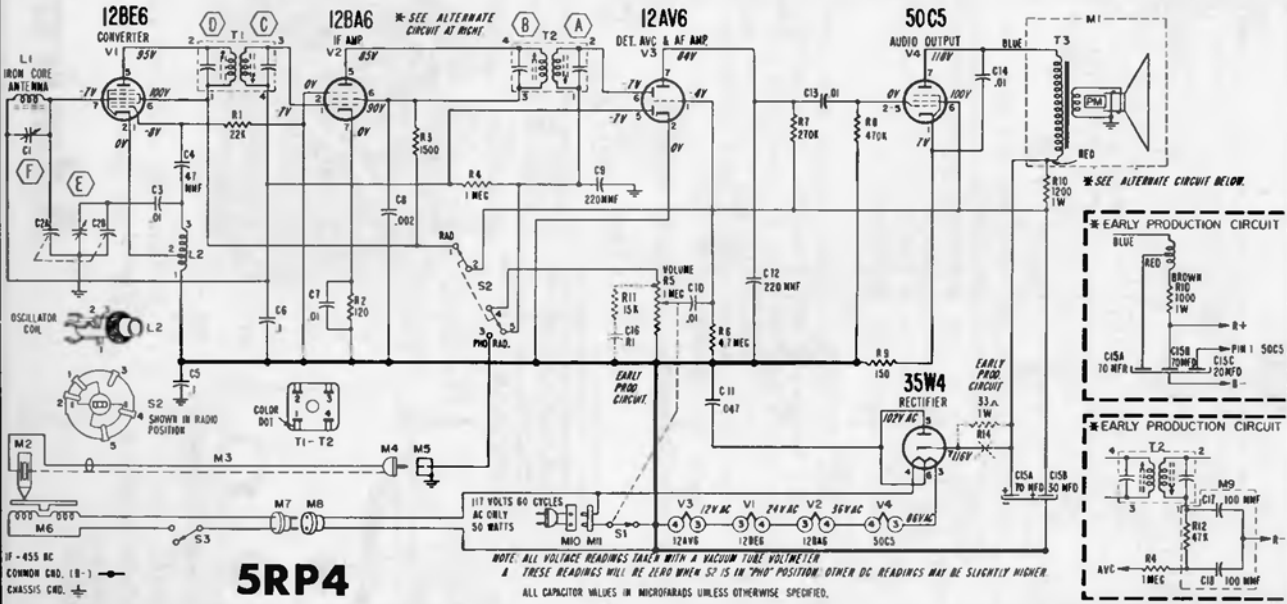 12BE6
CONVERTER
V1
95V
D
C
T1
12BA6
IF AMP.
V2
85V
* SEE ALTERNATE
CIRCUIT AT RIGHT.
B
A
T2
12AV6
DET. AVC & AF AMP.
V3
84V
50C5
AUDIO OUTPUT
V4
118V
BLUE
M1
T3
C14
.01
PM
RED
R10
1200
1W
* SEE ALTERNATE CIRCUIT BELOW.
L1
IRON CORE
ANTENNA
-7V
100V
-8V
0V
C1
F
E
C2A
C2B
C3
.01
C4
47
MMF
R1
22K
L2
-7V
0V
90V
0V
R3
1500
R4
1 MEG
C8
.002
C9
220MMF
-7V
-7V
-.4V
0V
C13 .01
R7
270K
R8
470K
0V
100V
7V
RAD
S2
PHO
RAD.
C6
.1
C7
.01
R2
120
R11
15K
C16
R1
VOLUME
R5
1 MEG
C10
.01
R6
4.7 MEG
C12
220 MMF
R9
150
EARLY
PROD
CIRCUIT.
C11
.047
35W4
RECTIFIER
102V AC
116V
EARLY
PROD
CIRCUIT
33Ω
1W
R14
C15A
70 MFD
C15B
50 MFD
OSCILLATOR
COIL
L2
C5
.1
S2
SHOWN IN RADIO
POSITION
COLOR
DOT
T1-T2
M2
M3
M4
M5
M6
S3
M7
M8
117 VOLTS 60 CYCLES
AC ONLY
50 WATTS
M10 M11
S1
V3
12V AC
V1
24V AC
V2
36V AC
V4
86V AC
12AV6
12BE6
12BA6
50C5
* EARLY PRODUCTION CIRCUIT
BLUE
RED
BROWN
R10
1000
1W
R+
PIN 1 50C5
C15A
70 MFD
C15B
70MFD
C15C
20MFD
B-
* EARLY PRODUCTION CIRCUIT
T2
M9
C17 100 MMF
R12
47K
R-
AVC
R4
1MEG
C18 100 MMF
IF - 455 BC
COMMON GND. (B-)
CHASSIS GND.
5RP4
NOTE: ALL VOLTAGE READINGS TAKEN WITH A VACUUM TUBE VOLTMETER
THESE READINGS WILL BE ZERO WHEN S2 IS IN "PHO" POSITION. OTHER DC READINGS MAY BE SLIGHTLY HIGHER.
ALL CAPACITOR VALUES IN MICROFARADS UNLESS OTHERWISE SPECIFIED.